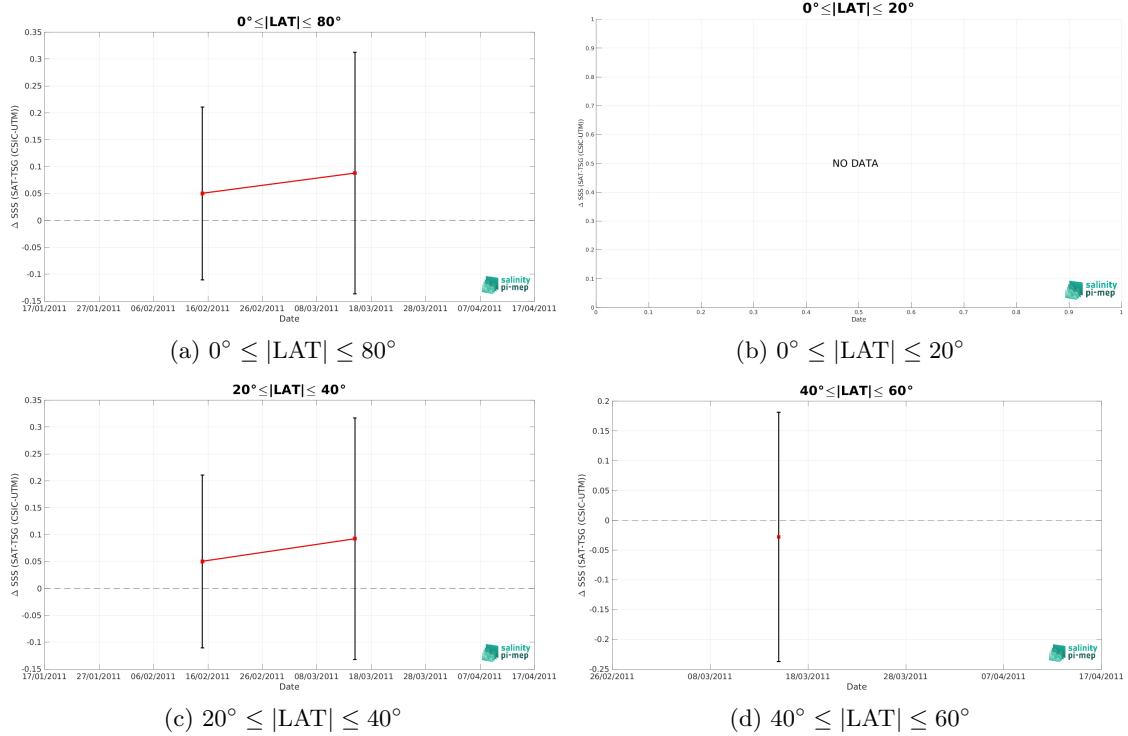 0°≤|LAT|≤ 80°
0.35
0.3
0.25
0.2
0.15
0.1
0.05
0
-0.05
-0.1
-0.15
Δ SSS (SAT-TSG (CSIC-UTM))
17/01/2011 27/01/2011 06/02/2011 16/02/2011 26/02/2011 08/03/2011 18/03/2011 28/03/2011 07/04/2011 17/04/2011
Date
salinity
pi-mep
(a) 0° ≤ |LAT| ≤ 80°
0°≤|LAT|≤ 20°
1
0.9
0.8
0.7
0.6
0.5
0.4
0.3
0.2
0.1
0
Δ SSS (SAT-TSG (CSIC-UTM))
NO DATA
0 0.1 0.2 0.3 0.4 0.5 0.6 0.7 0.8 0.9 1
Date
salinity
pi-mep
(b) 0° ≤ |LAT| ≤ 20°
20°≤|LAT|≤ 40°
0.35
0.3
0.25
0.2
0.15
0.1
0.05
0
-0.05
-0.1
-0.15
Δ SSS (SAT-TSG (CSIC-UTM))
17/01/2011 27/01/2011 06/02/2011 16/02/2011 26/02/2011 08/03/2011 18/03/2011 28/03/2011 07/04/2011 17/04/2011
Date
salinity
pi-mep
(c) 20° ≤ |LAT| ≤ 40°
40°≤|LAT|≤ 60°
0.2
0.15
0.1
0.05
0
-0.05
-0.1
-0.15
-0.2
-0.25
Δ SSS (SAT-TSG (CSIC-UTM))
26/02/2011 08/03/2011 18/03/2011 28/03/2011 07/04/2011 17/04/2011
Date
salinity
pi-mep
(d) 40° ≤ |LAT| ≤ 60°